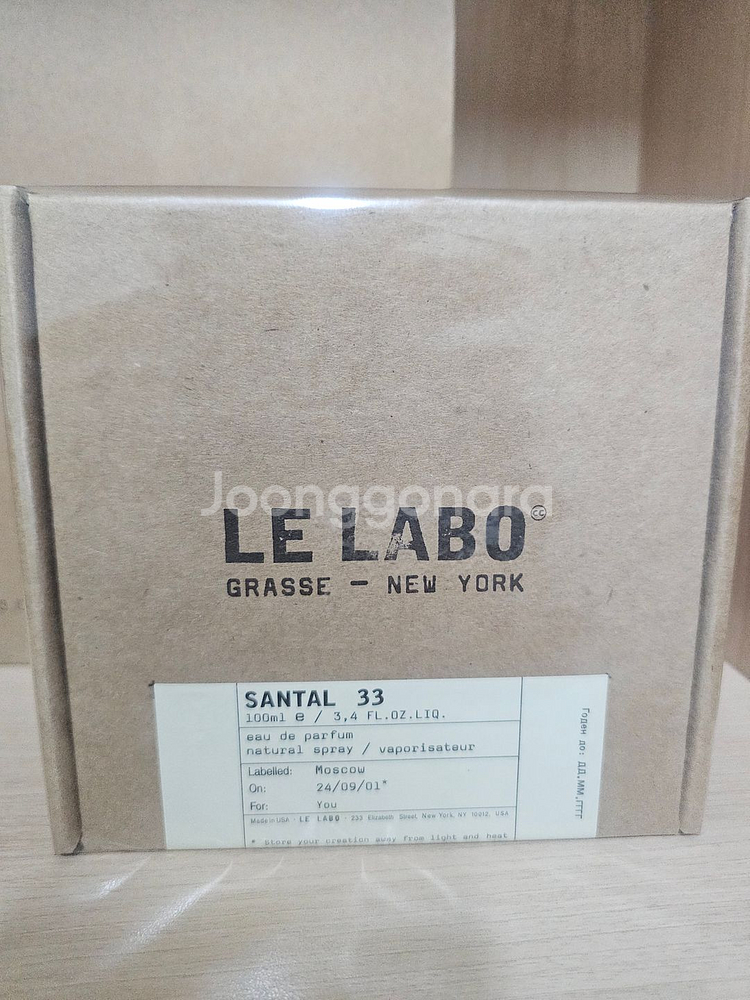 Joonggonara
LE LABO
GRASSE — NEW YORK
SANTAL 33
100ml e / 3,4 FL.OZ.LIQ.
eau de parfum
natural spray / vaporisateur
Labelled: Moscow
On: 24/09/01*
For: You
Made in USA - LE LABO - 233 Elizabeth Street, New York, NY 10012, USA
* store your creation away from light and heat
Годен до: ДД.ММ.ГГГГ